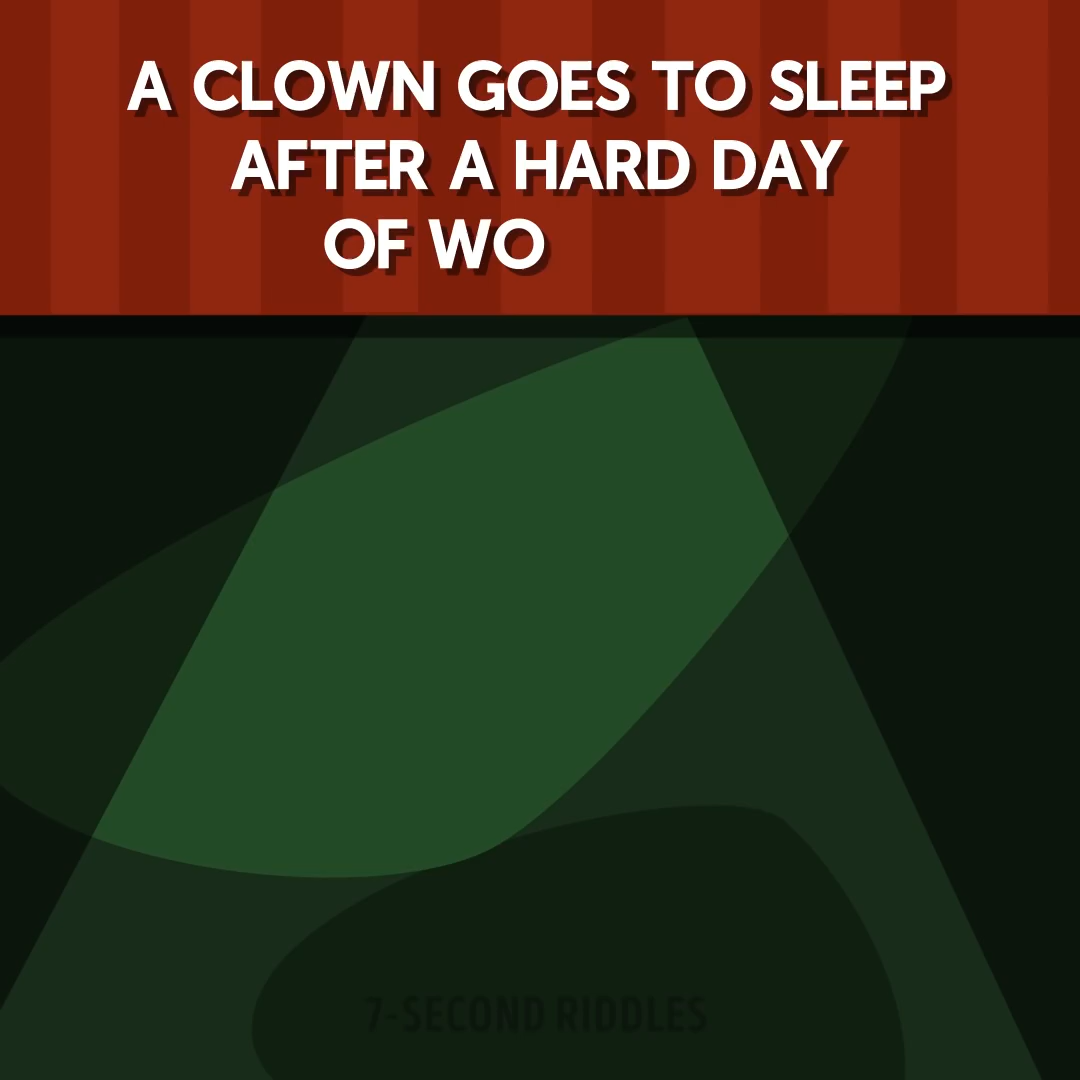 A CLOWN GOES TO SLEEP
AFTER A HARD DAY
OF WO
7-SECOND RIDDLES